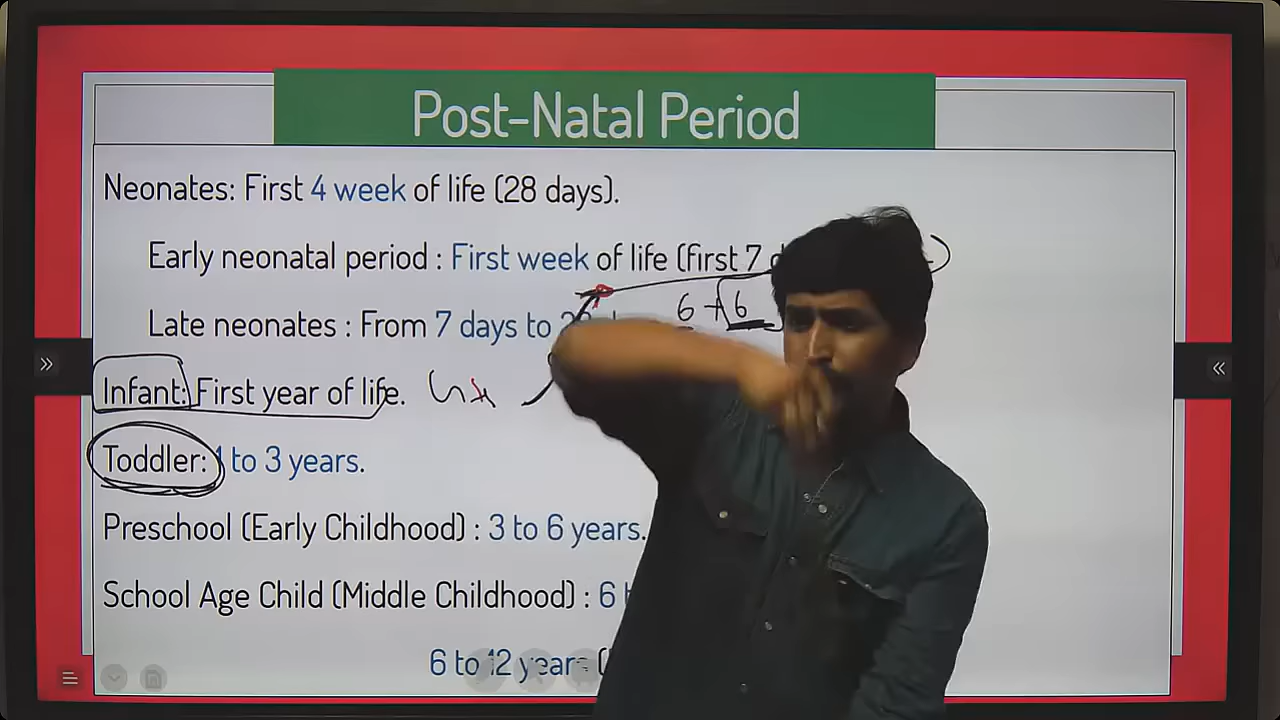 Post-Natal Period
Neonates: First 4 week of life (28 days).
Early neonatal period : First week of life (first 7
Late neonates : From 7 days to
6 + 6
Infant: First year of life.
Toddler: 1 to 3 years.
Preschool (Early Childhood) : 3 to 6 years.
School Age Child (Middle Childhood) : 6
6 to 12 years (